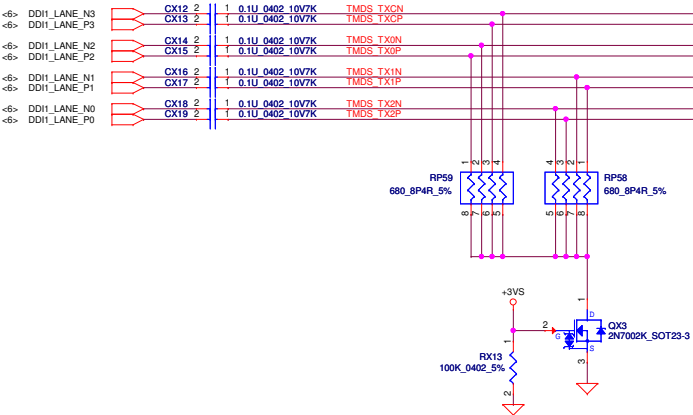 <6> DDI1_LANE_N3 CX12 2 1 0.1U_0402_10V7K TMDS_TXCN
<6> DDI1_LANE_P3 CX13 2 1 0.1U_0402_10V7K TMDS_TXCP
<6> DDI1_LANE_N2 CX14 2 1 0.1U_0402_10V7K TMDS_TX0N
<6> DDI1_LANE_P2 CX15 2 1 0.1U_0402_10V7K TMDS_TX0P
<6> DDI1_LANE_N1 CX16 2 1 0.1U_0402_10V7K TMDS_TX1N
<6> DDI1_LANE_P1 CX17 2 1 0.1U_0402_10V7K TMDS_TX1P
<6> DDI1_LANE_N0 CX18 2 1 0.1U_0402_10V7K TMDS_TX2N
<6> DDI1_LANE_P0 CX19 2 1 0.1U_0402_10V7K TMDS_TX2P
1 2 3 4 4 3 2 1
RP59 RP58
680_8P4R_5% 680_8P4R_5%
8 7 6 5 5 6 7 8
+3VS
1
D
2 G QX3
2N7002K_SOT23-3
S
1 3
RX13
100K_0402_5%
2